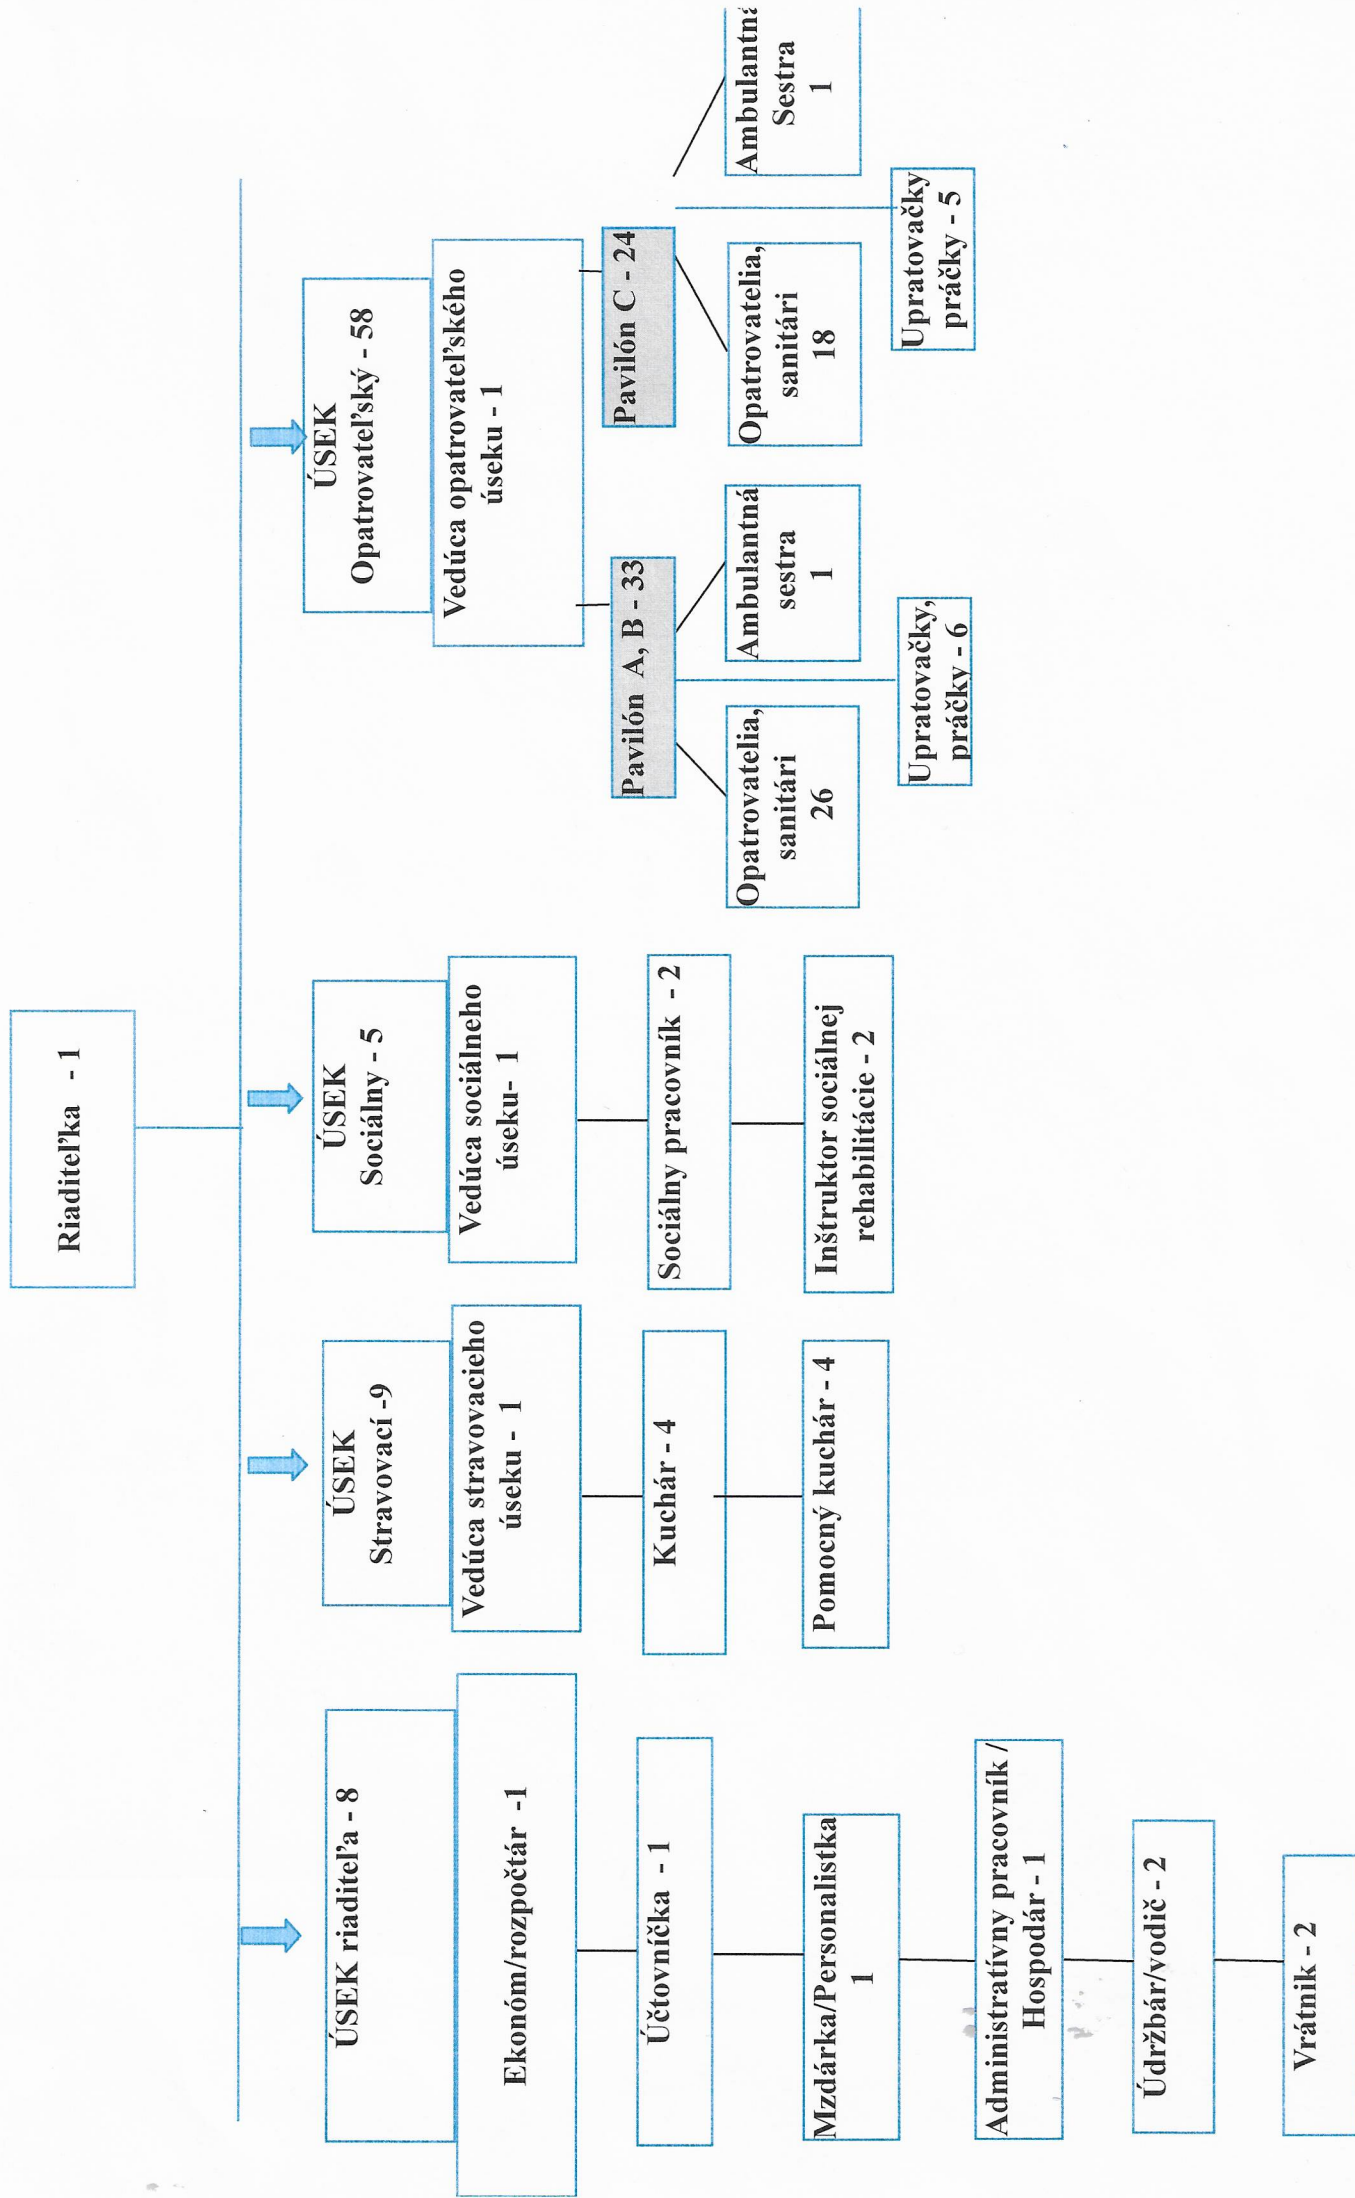 Riaditeľka - 1
ÚSEK riaditeľa - 8
Ekonóm/rozpočtár -1
Účtovníčka - 1
Mzdárka/Personalistka
1
Administratívny pracovník /
Hospodár - 1
Údržbár/vodič - 2
Vrátnik - 2
ÚSEK
Stravovací -9
Vedúca stravovacieho
úseku - 1
Kuchár - 4
Pomocný kuchár - 4
ÚSEK
Sociálny - 5
Vedúca sociálneho
úseku- 1
Sociálny pracovník - 2
Inštruktor sociálnej
rehabilitácie - 2
ÚSEK
Opatrovateľský - 58
Vedúca opatrovateľského
úseku - 1
Pavilón A, B - 33
Opatrovatelia,
sanitári
26
Ambulantná
sestra
1
Upratovačky,
práčky - 6
Pavilón C - 24
Opatrovatelia,
sanitári
18
Ambulantná
Sestra
1
Upratovačky
práčky - 5